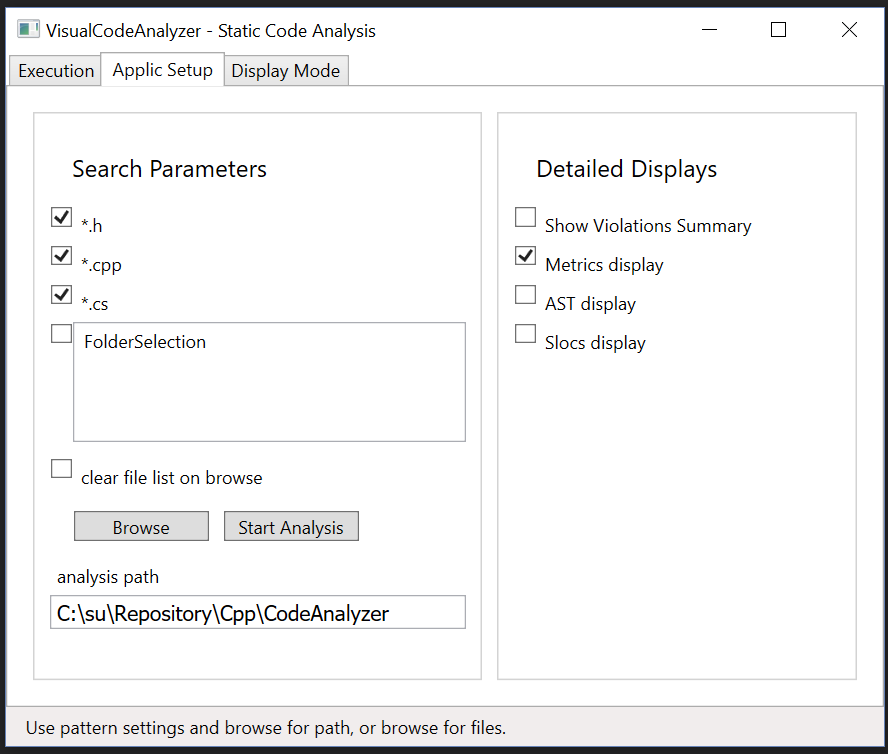 VisualCodeAnalyzer - Static Code Analysis
Execution Applic Setup Display Mode
Search Parameters
*.h
*.cpp
*.cs
FolderSelection
clear file list on browse
Browse Start Analysis
analysis path
C:\su\Repository\Cpp\CodeAnalyzer
Detailed Displays
Show Violations Summary
Metrics display
AST display
Slocs display
Use pattern settings and browse for path, or browse for files.